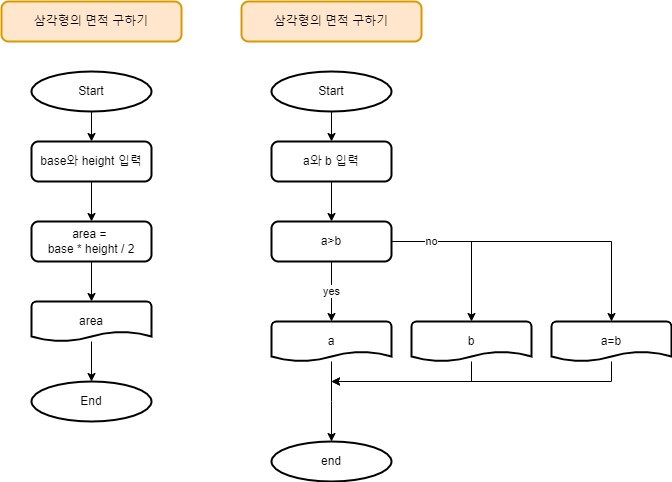 삼각형의 면적 구하기
Start
base와 height 입력
area =
base * height / 2
area
End
삼각형의 면적 구하기
Start
a와 b 입력
a>b
no
yes
a
b
a=b
end